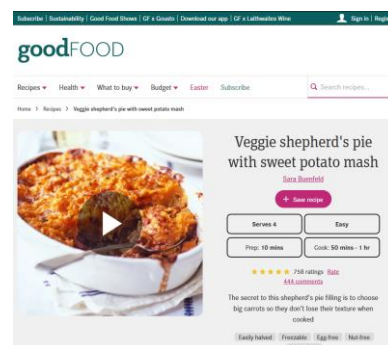 Subscribe | Sustainability | Good Food Shows | GF x Gousto | Download our app | GF x Laithwaites Wine
Sign in | Regi
goodFOOD
Recipes Health What to buy Budget Easter Subscribe Search recipes...
Home > Recipes > Veggie shepherd's pie with sweet potato mash
Veggie shepherd's pie
with sweet potato mash
Sara Buenfeld
+ Save recipe
Serves 4 Easy
Prep: 10 mins Cook: 50 mins - 1 hr
758 ratings Rate
444 comments
The secret to this shepherd's pie filling is to choose
big carrots so they don't lose their texture when
cooked
Easily halved Freezable Egg-free Nut-free